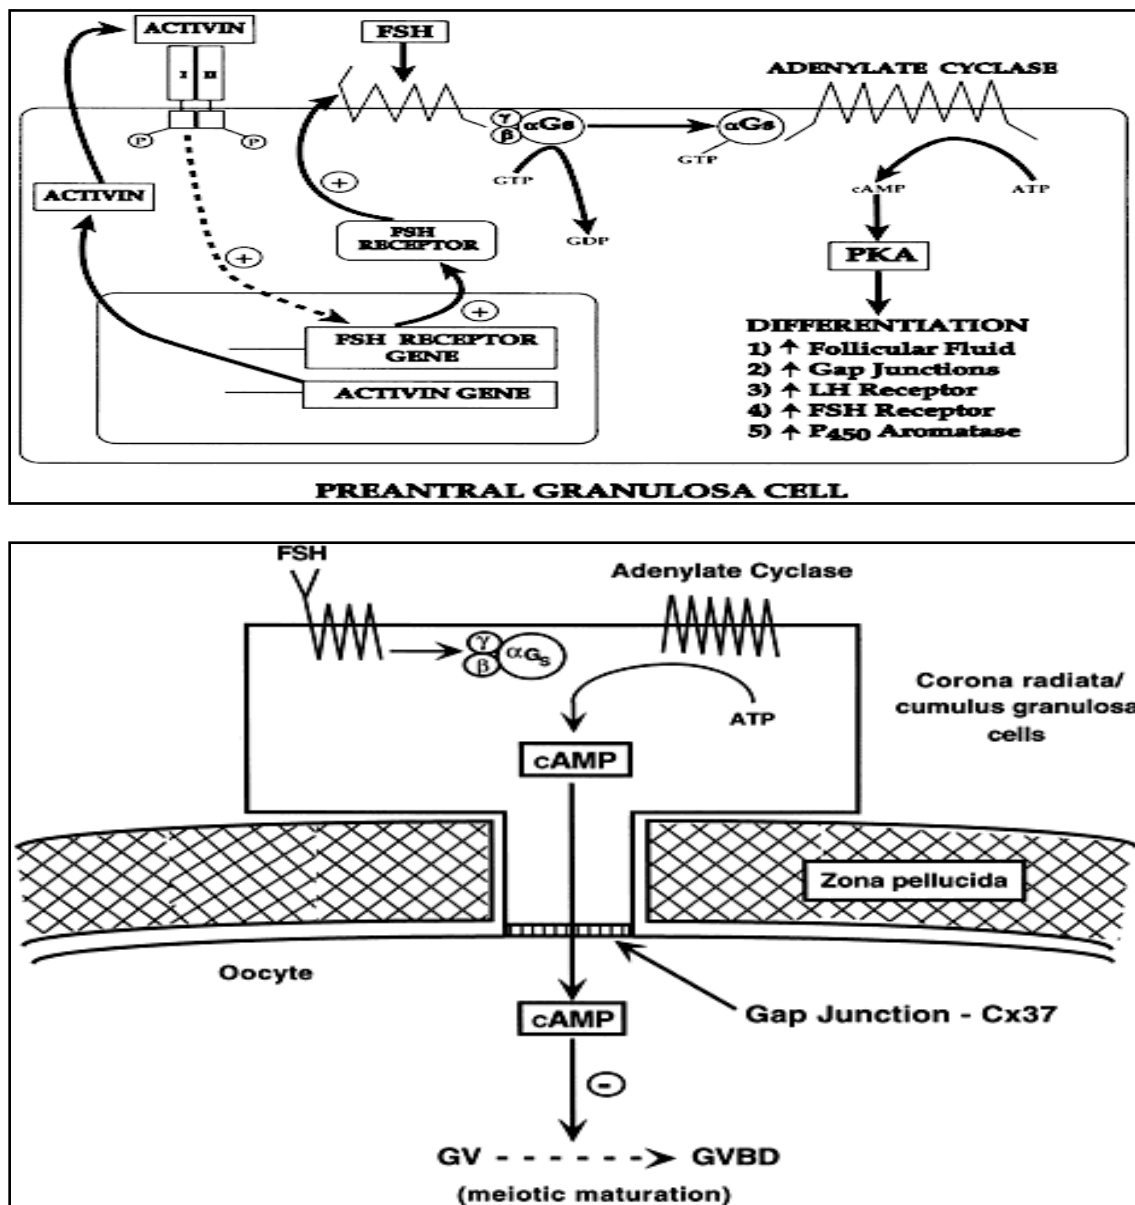 ACTIVIN
FSH
ADENYLATE CYCLASE
I II
γ
β
αGs
αGs
P
P
GTP
GTP
cAMP
ATP
ACTIVIN
+
FSH
RECEPTOR
GDP
PKA
+
+
FSH RECEPTOR
GENE
ACTIVIN GENE
DIFFERENTIATION
1) ↑ Follicular Fluid
2) ↑ Gap Junctions
3) ↑ LH Receptor
4) ↑ FSH Receptor
5) ↑ P450 Aromatase
PREANTRAL GRANULOSA CELL
FSH
Adenylate Cyclase
γ
β
αGs
ATP
Corona radiata/
cumulus granulosa
cells
cAMP
Zona pellucida
Oocyte
cAMP
Gap Junction - Cx37
-
GV
GVBD
(meiotic maturation)